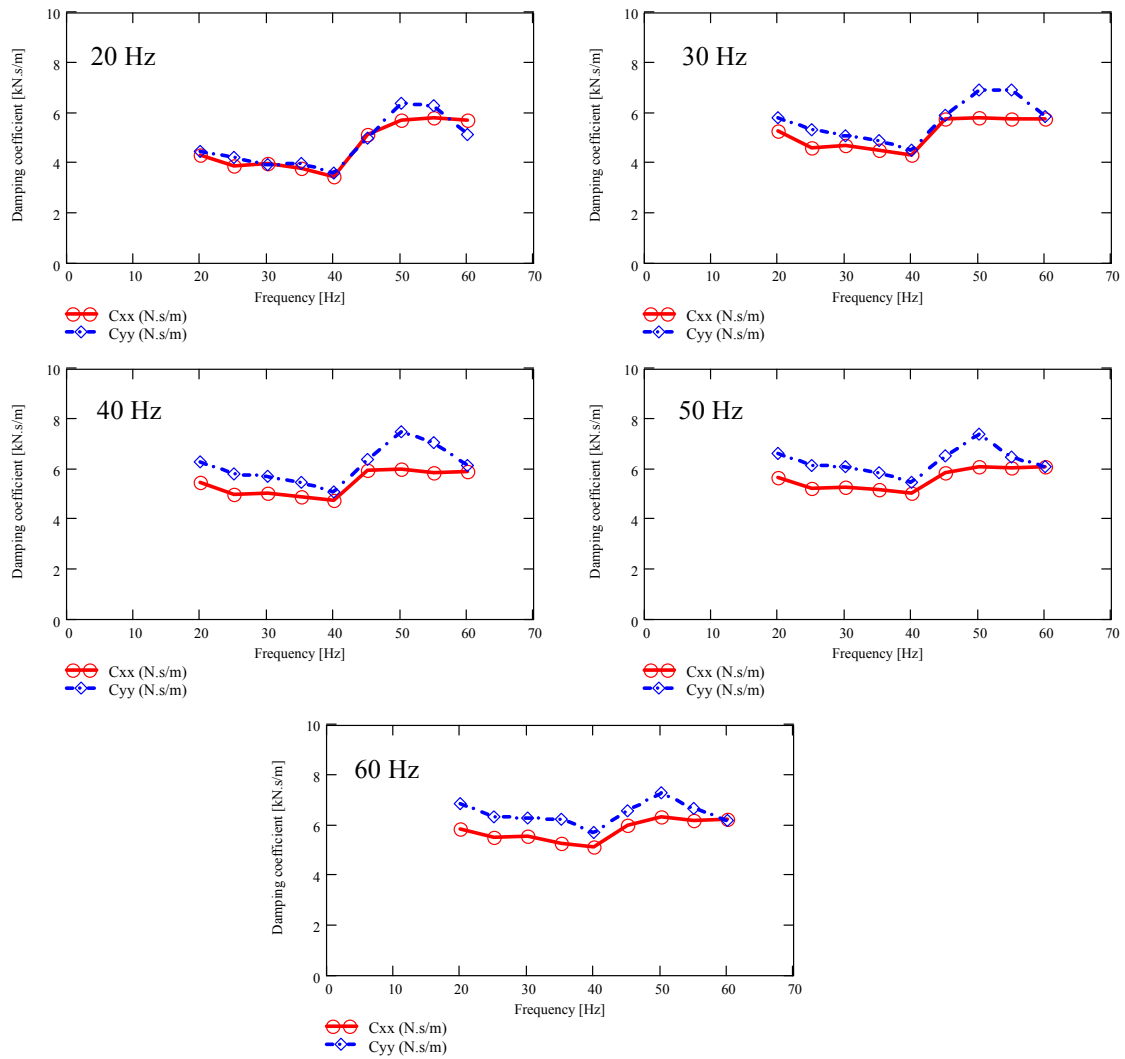 10
8
6
4
2
0
Damping coefficient [kN.s/m]
20 Hz
0 10 20 30 40 50 60 70
Frequency [Hz]
Cxx (N.s/m)
Cyy (N.s/m)
10
8
6
4
2
0
Damping coefficient [kN.s/m]
30 Hz
0 10 20 30 40 50 60 70
Frequency [Hz]
Cxx (N.s/m)
Cyy (N.s/m)
10
8
6
4
2
0
Damping coefficient [kN.s/m]
40 Hz
0 10 20 30 40 50 60 70
Frequency [Hz]
Cxx (N.s/m)
Cyy (N.s/m)
10
8
6
4
2
0
Damping coefficient [kN.s/m]
50 Hz
0 10 20 30 40 50 60 70
Frequency [Hz]
Cxx (N.s/m)
Cyy (N.s/m)
10
8
6
4
2
0
Damping coefficient [kN.s/m]
60 Hz
0 10 20 30 40 50 60 70
Frequency [Hz]
Cxx (N.s/m)
Cyy (N.s/m)